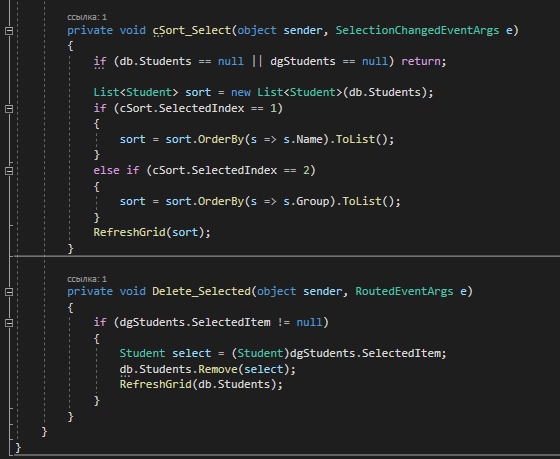 ссылка: 1
private void cSort_Select(object sender, SelectionChangedEventArgs e)
{
if (db.Students == null || dgStudents == null) return;
List<Student> sort = new List<Student>(db.Students);
if (cSort.SelectedIndex == 1)
{
sort = sort.OrderBy(s => s.Name).ToList();
}
else if (cSort.SelectedIndex == 2)
{
sort = sort.OrderBy(s => s.Group).ToList();
}
RefreshGrid(sort);
}
ссылка: 1
private void Delete_Selected(object sender, RoutedEventArgs e)
{
if (dgStudents.SelectedItem != null)
{
Student select = (Student)dgStudents.SelectedItem;
db.Students.Remove(select);
RefreshGrid(db.Students);
}
}
}
}